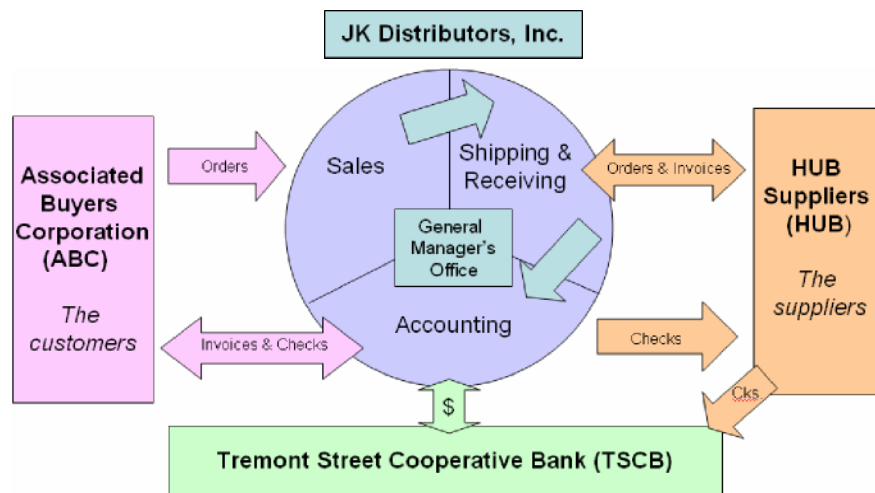 JK Distributors, Inc.
Associated
Buyers
Corporation
(ABC)
The
customers
Orders
Invoices & Checks
Sales
Shipping &
Receiving
General
Manager's
Office
Accounting
Orders & Invoices
Checks
HUB
Suppliers
(HUB)
The
suppliers
Cks
$
Tremont Street Cooperative Bank (TSCB)